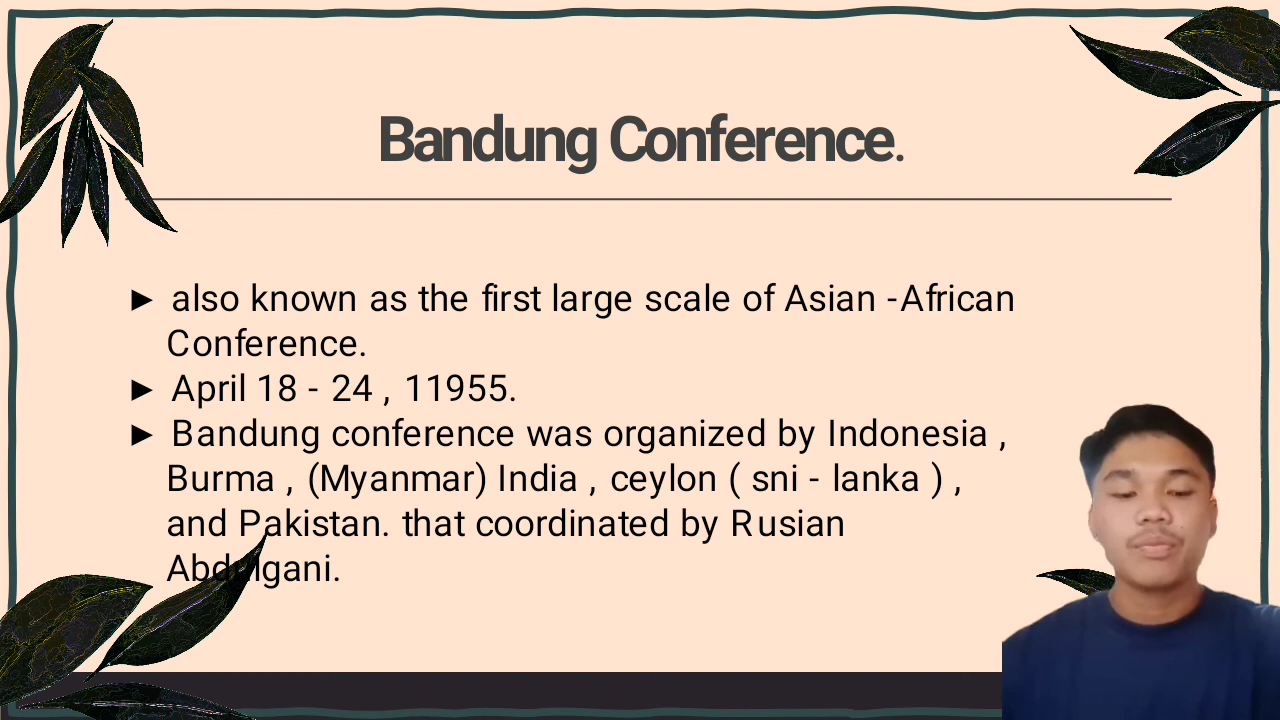 Bandung Conference.
► also known as the first large scale of Asian -African
Conference.
► April 18 - 24 , 11955.
► Bandung conference was organized by Indonesia ,
Burma , (Myanmar) India , ceylon ( sni - lanka ) ,
and Pakistan. that coordinated by Rusian
Abdulgani.